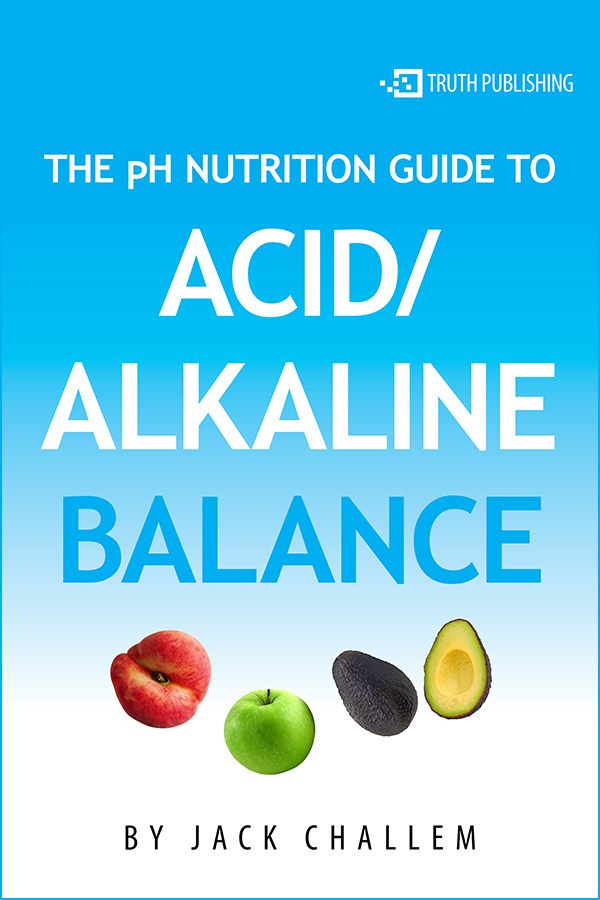 TRUTH PUBLISHING
THE pH NUTRITION GUIDE TO
ACID/
ALKALINE
BALANCE
BY JACK CHALLEM